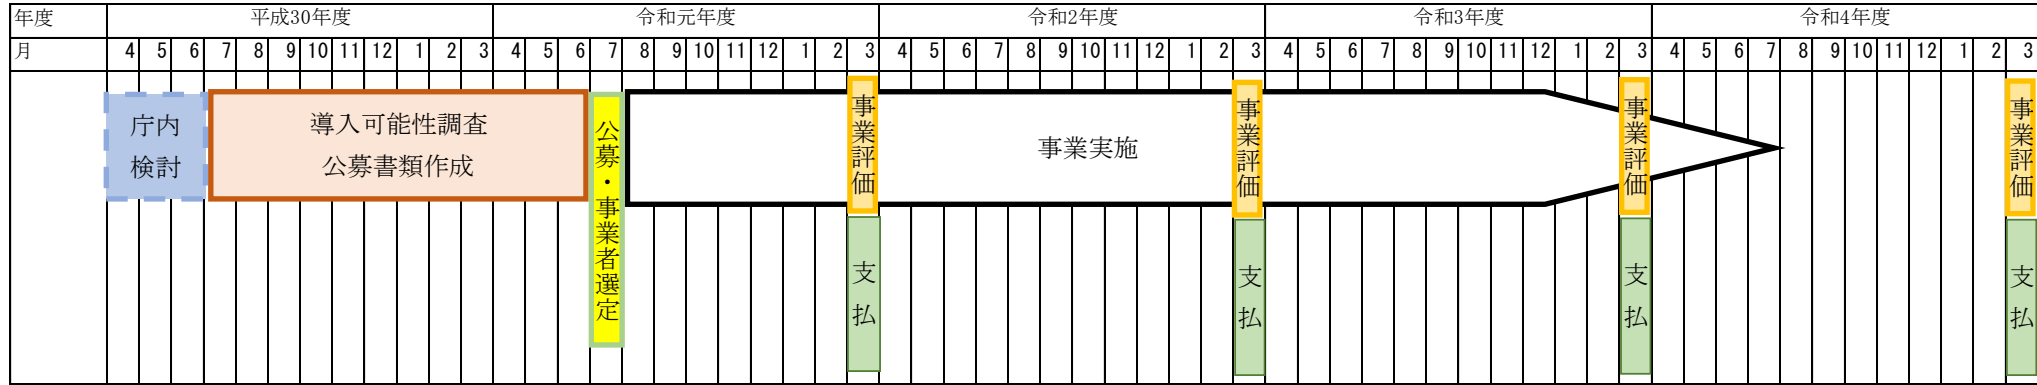 年度 平成30年度 令和元年度 令和2年度 令和3年度 令和4年度
月 4 5 6 7 8 9 10 11 12 1 2 3 4 5 6 7 8 9 10 11 12 1 2 3 4 5 6 7 8 9 10 11 12 1 2 3 4 5 6 7 8 9 10 11 12 1 2 3 4 5 6 7 8 9 10 11 12 1 2 3
庁内
検討
導入可能性調査
公募書類作成
公募・事業者選定
事業実施
事業評価
支払
事業評価
支払
事業評価
支払
事業評価
支払